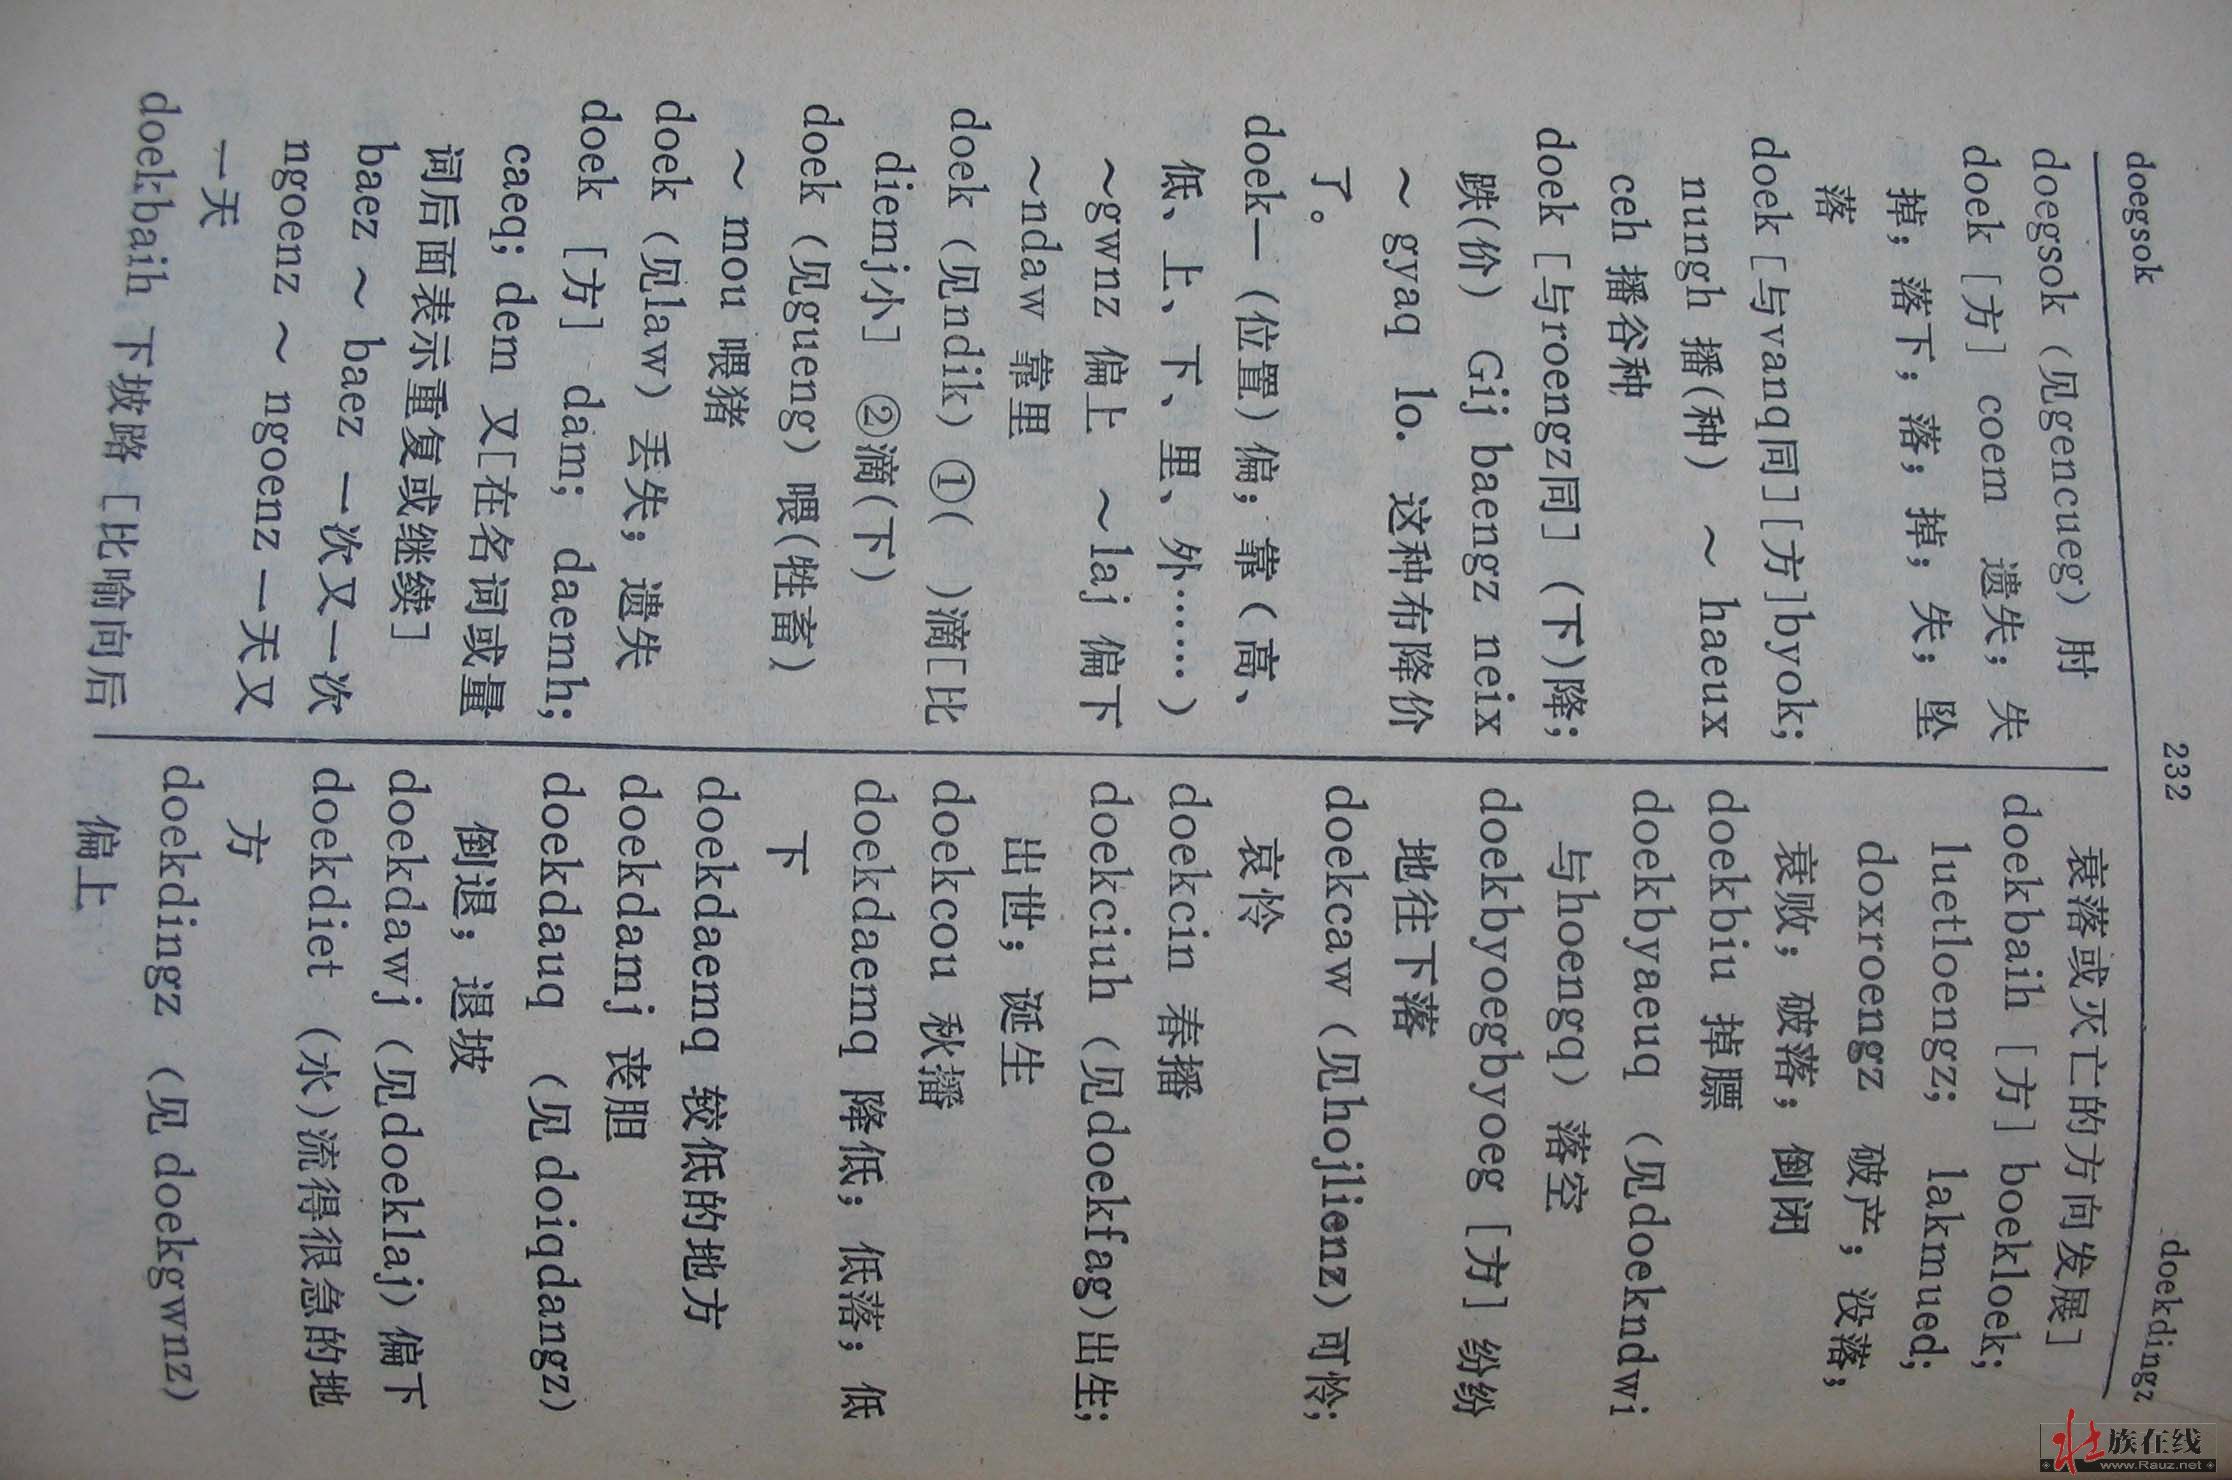 doegsok
232
doekdingz
doegsok（见gencueg）肘
doek［方］coem 遗失；失
掉；落下；落；掉；失；坠
落
doek［与vanq同］［方］byok；
nungh 播(种) ～haeux
ceh 播谷种
doek［与roengz同］(下)降；
跌(价) Gij baengz neix
～gyaq lo. 这种布降价
了。
doek—（位置）偏；靠（高、
低、上、下、里、外……）
～gwnz 偏上 ～laj 偏下
～ndaw 靠里
doek（见ndik）①( )滴［比
diemj小］ ②滴(下)
doek（见gueng）喂(牲畜)
～mou 喂猪
doek（见law）丢失；遗失
doek［方］dam；daemh；
caeq；dem 又［在名词或量
词后面表示重复或继续］
baez～baez 一次又一次
ngoenz～ngoenz一天又
一天
doekbaih 下坡路［比喻向后
衰落或灭亡的方向发展］
doekbaih［方］boekloek；
luetloengz；lakmued；
doxroengz 破产；没落；
衰败；破落；倒闭
doekbiu 掉膘
doekbyaeuq（见doekndwi
与hoengq）落空
doekbyoegbyoeg［方］纷纷
地往下落
doekcaw（见hojlienz）可怜；
哀怜
doekcin 春播
doekciuh（见doekfag）出生；
出世；诞生
doekcou 秋播
doekdaemq 降低；低落；低
下
doekdaemq 较低的地方
doekdamj 丧胆
doekdauq （见doiqdangz）
倒退；退坡
doekdawj（见doeklaj）偏下
doekdiet （水)流得很急的地
方
doekdingz （见doekgwnz）
偏上
壮族在线
www.Rauz.net